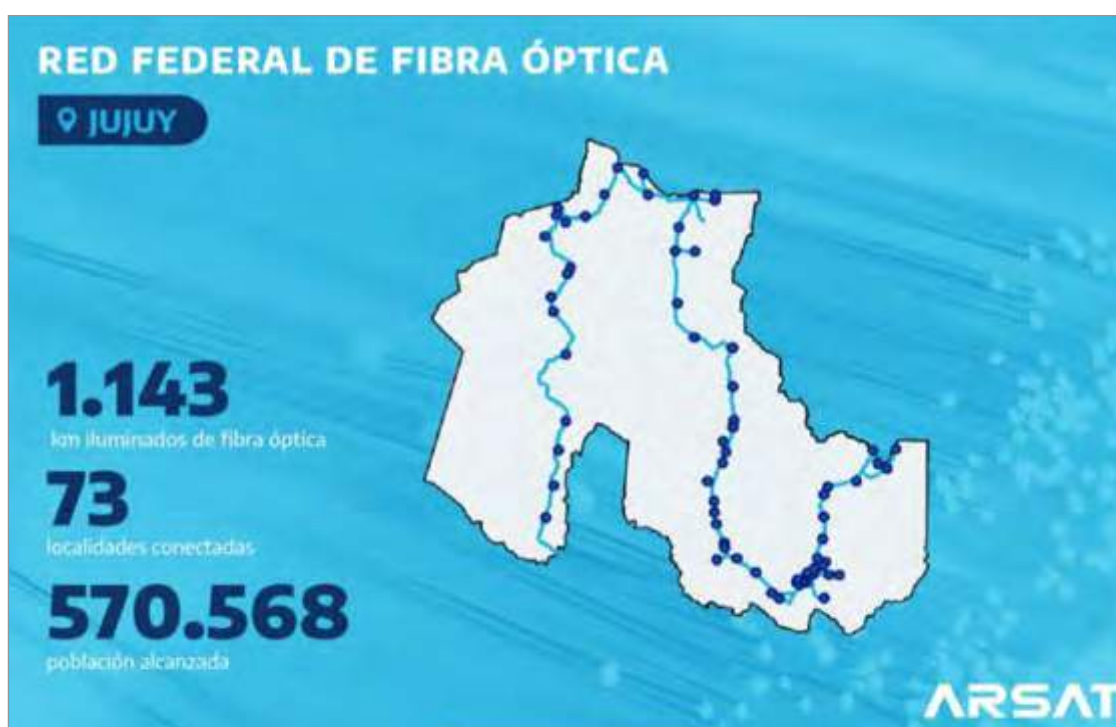 RED FEDERAL DE FIBRA ÓPTICA
JUJUY
1.143
km iluminados de fibra óptica
73
localidades conectadas
570.568
población alcanzada
ARSAT